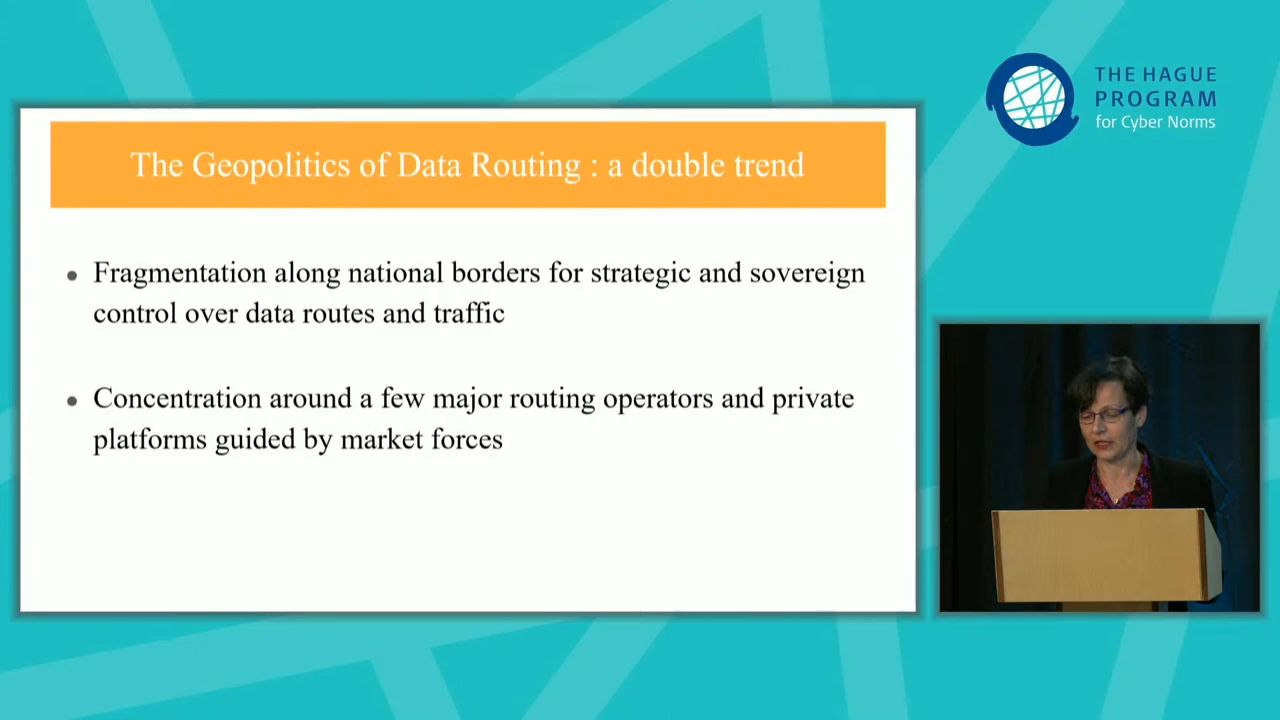 THE HAGUE
PROGRAM
for Cyber Norms
The Geopolitics of Data Routing : a double trend
• Fragmentation along national borders for strategic and sovereign
control over data routes and traffic
• Concentration around a few major routing operators and private
platforms guided by market forces